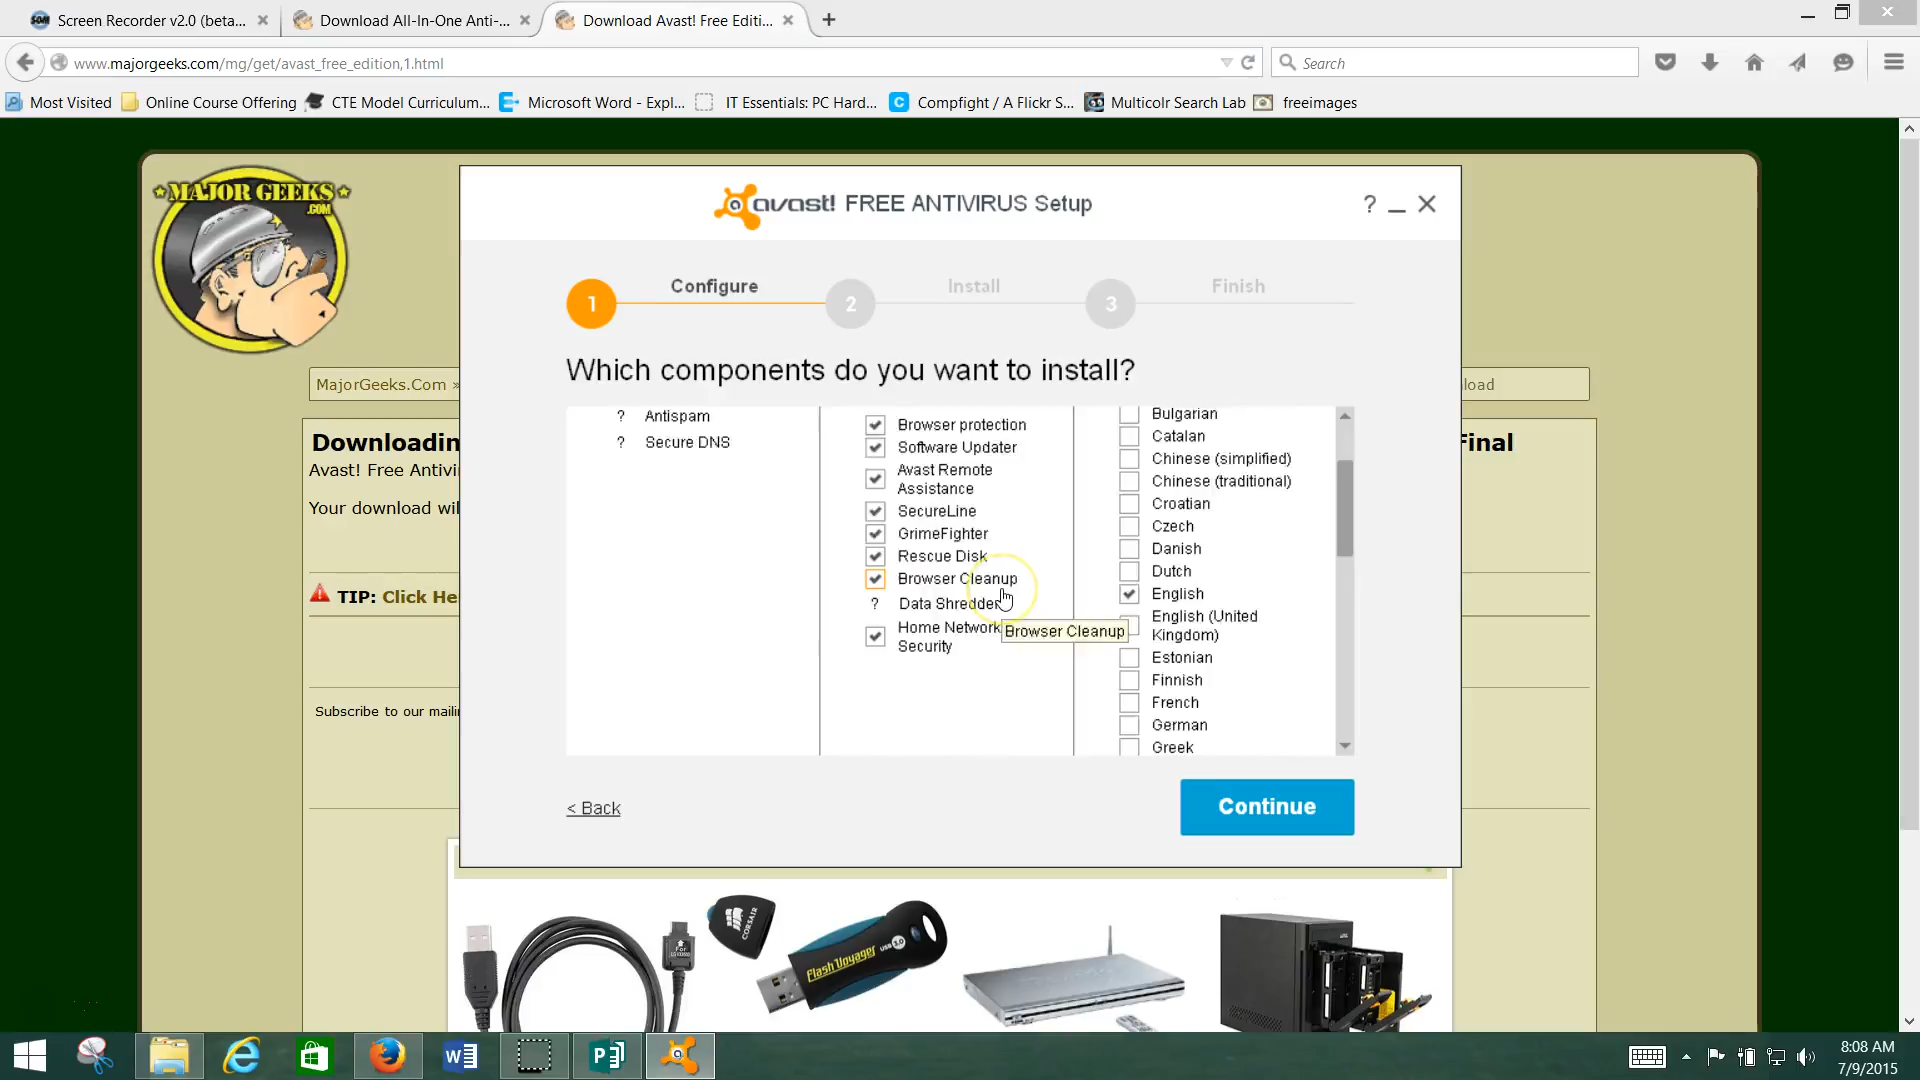 Screen Recorder v2.0 (beta...
Download All-In-One Anti-...
Download Avast! Free Editi...
www.majorgeeks.com/mg/get/avast_free_edition,1.html
Search
Most Visited
Online Course Offering
CTE Model Curriculum...
Microsoft Word - Expl...
IT Essentials: PC Hard...
Compfight / A Flickr S...
Multicolr Search Lab
freeimages
MAJOR GEEKS
.COM
avast! FREE ANTIVIRUS Setup
?
1
Configure
2
Install
3
Finish
Which components do you want to install?
MajorGeeks.Com »
load
Downloadin
Final
Avast! Free Antivi
Your download wil
TIP: Click He
Subscribe to our maili
? Antispam
? Secure DNS
Browser protection
Software Updater
Avast Remote
Assistance
SecureLine
GrimeFighter
Rescue Disk
Browser Cleanup
? Data Shredder
Home Network
Security
Browser Cleanup
Bulgarian
Catalan
Chinese (simplified)
Chinese (traditional)
Croatian
Czech
Danish
Dutch
English
English (United
Kingdom)
Estonian
Finnish
French
German
Greek
< Back
Continue
CORSAIR
Flash Voyager USB 3.0
For
8:08 AM
7/9/2015